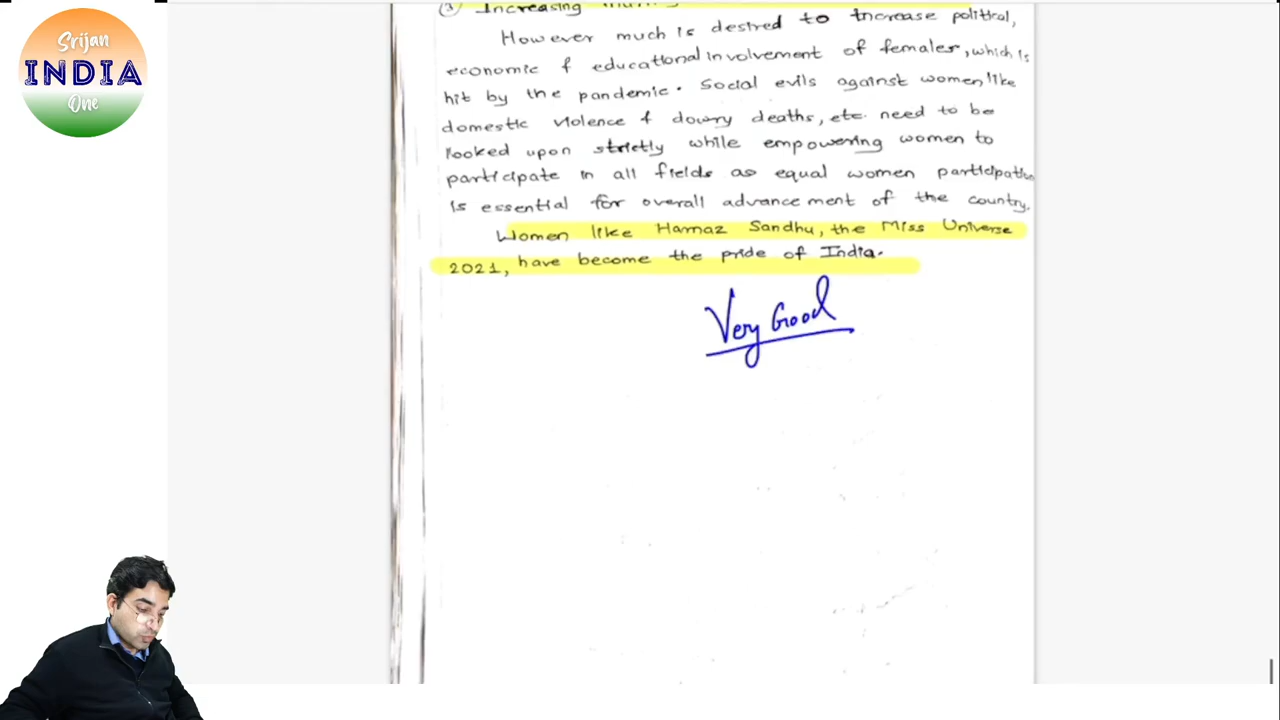 Srijan
INDIA
One
③ Increasing
However much is desired to increase political,
economic & educational involvement of females, which is
hit by the pandemic. Social evils against women like
domestic violence & dowry deaths, etc. need to be
looked upon strictly while empowering women to
participate in all fields as equal women participation
is essential for overall advancement of the country.
Women like Harnaz Sandhu, the Miss Universe
2021, have become the pride of India.
Very Good